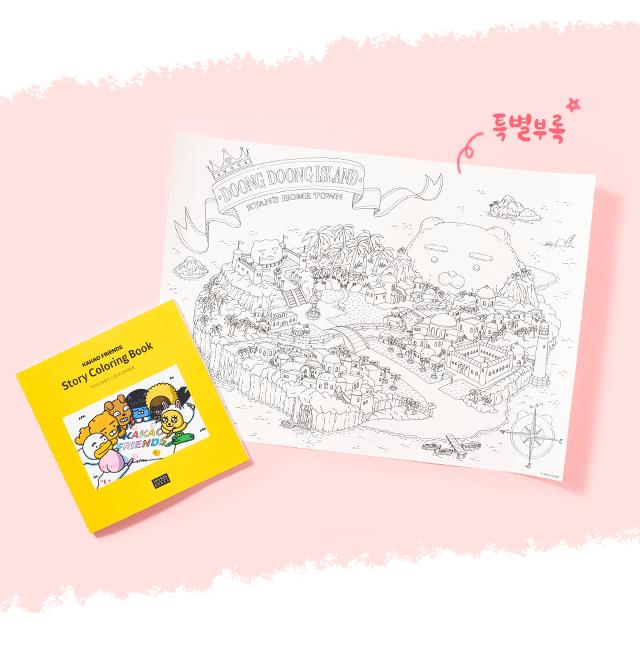 특별부록
DOONG DOONG ISLAND
RYAN'S HOME TOWN
KAKAO FRIENDS
Story Coloring Book
KAKAO
FRIENDS